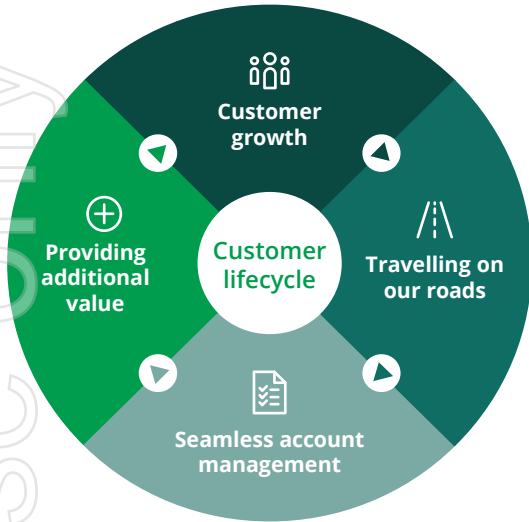 Customer
growth
Providing
additional
value
Customer
lifecycle
Travelling on
our roads
Seamless account
management